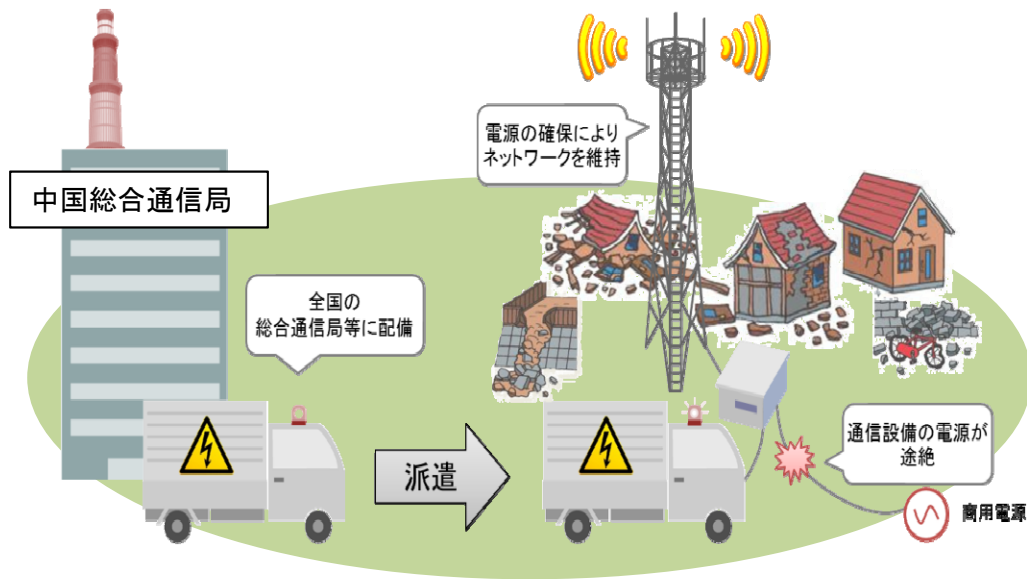 中国総合通信局
全国の
総合通信局等に配備
派遣
電源の確保により
ネットワークを維持
通信設備の電源が
途絶
商用電源